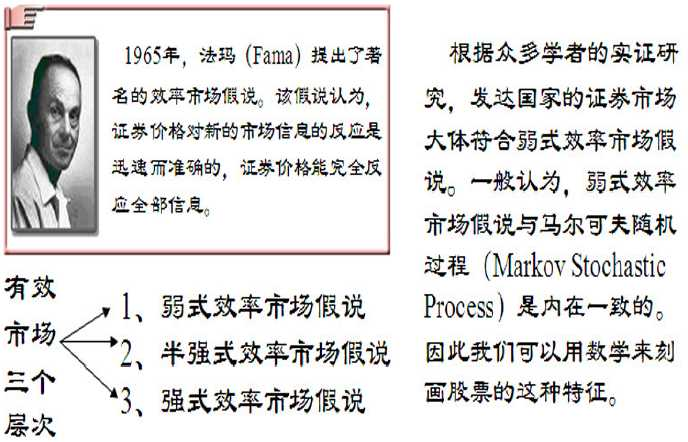 1965年，法玛（Fama）提出了著
名的效率市场假说。该假说认为，
证券价格对新的市场信息的反应是
迅速而准确的，证券价格能完全反
应全部信息。
有效
市场
三个
层次
1、弱式效率市场假说
2、半强式效率市场假说
3、强式效率市场假说
根据众多学者的实证研
究，发达国家的证券市场
大体符合弱式效率市场假
说。一般认为，弱式效率
市场假说与马尔可夫随机
过程（Markov Stochastic
Process）是内在一致的。
因此我们可以用数学来刻
画股票的这种特征。